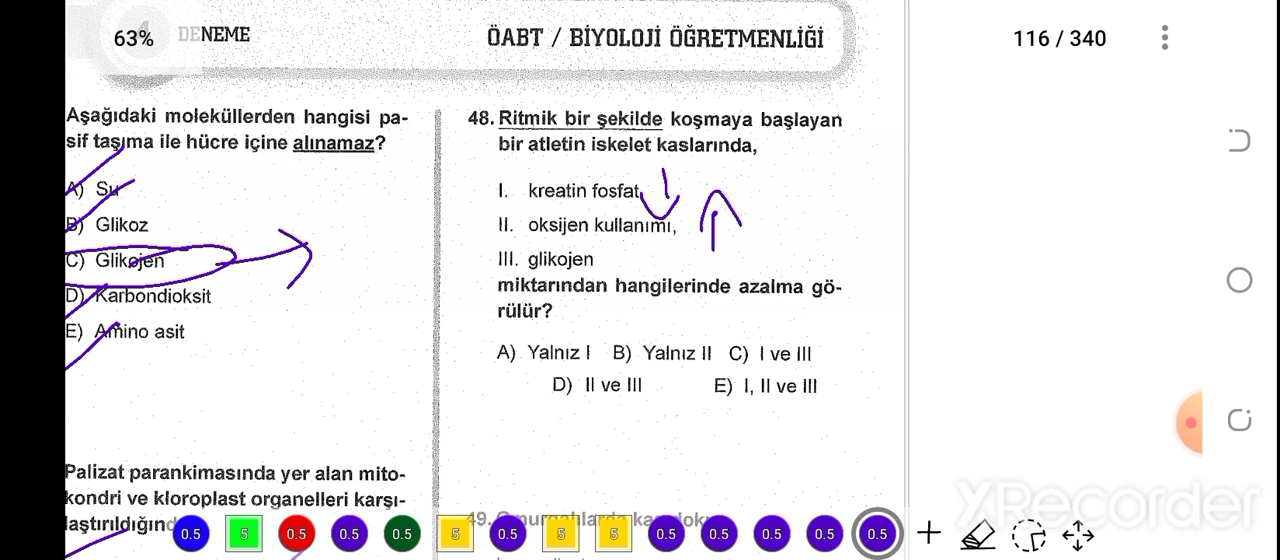 63%
DENEME
ÖABT / BİYOLOJİ ÖĞRETMENLİĞİ
116 / 340
Aşağıdaki moleküllerden hangisi pa-
sif taşıma ile hücre içine alınamaz?
A) Su
B) Glikoz
C) Glikojen
D) Karbondioksit
E) Amino asit
Palizat parankimasında yer alan mito-
kondri ve kloroplast organelleri karşı-
laştırıldığınd
48. Ritmik bir şekilde koşmaya başlayan
bir atletin iskelet kaslarında,
I. kreatin fosfat,
II. oksijen kullanımı,
III. glikojen
miktarından hangilerinde azalma gö-
rülür?
A) Yalnız I B) Yalnız II C) I ve III
D) II ve III E) I, II ve III
49.
0.5 5 0.5 0.5 0.5 5 0.5 5 5 0.5 0.5 0.5 0.5 0.5
XRecorder